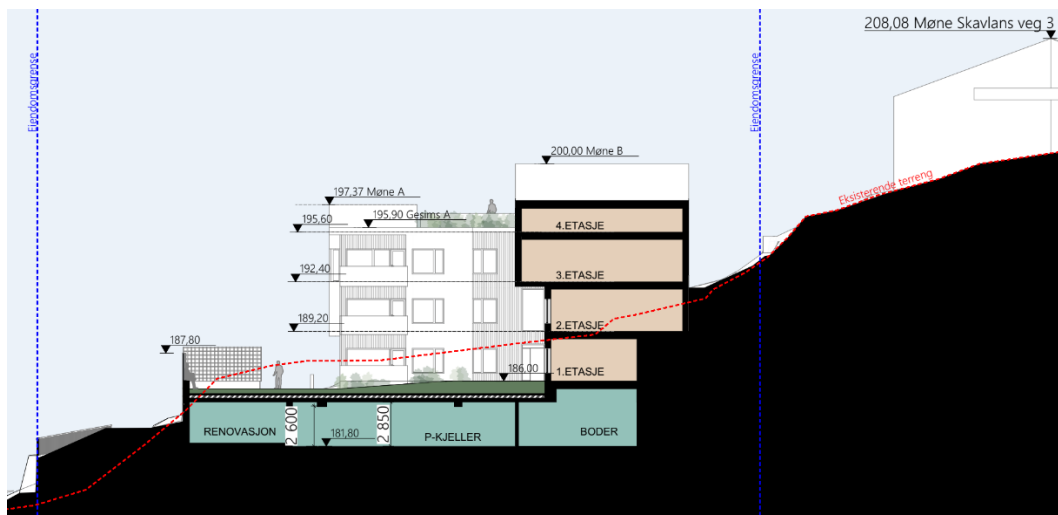 208,08 Møne Skavlans veg 3
Eiendomsgrense
Eiendomsgrense
200,00 Møne B
Eksisterende terreng
197,37 Møne A
195,90 Gesims A
195,60
4.ETASJE
192,40
3.ETASJE
189,20
2.ETASJE
187,80
186,00
1.ETASJE
RENOVASJON
2 600
181,80
2 850
P-KJELLER
BODER